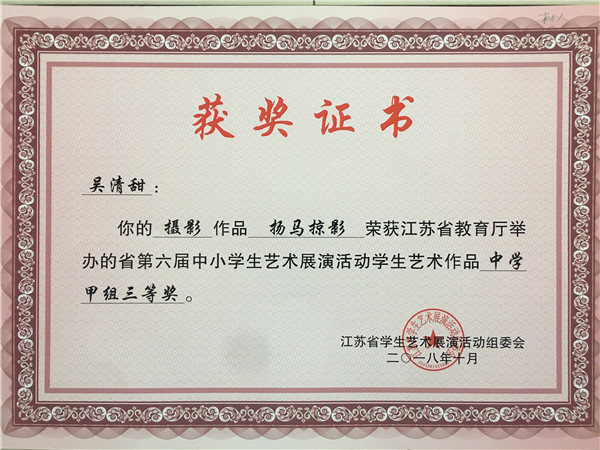 获奖证书
吴清甜：
你的 摄影 作品 扬马掠影 荣获江苏省教育厅举
办的省第六届中小学生艺术展演活动学生艺术作品 中学
甲组三等奖 。
江苏省学生艺术展演活动组委会
二〇一八年十月